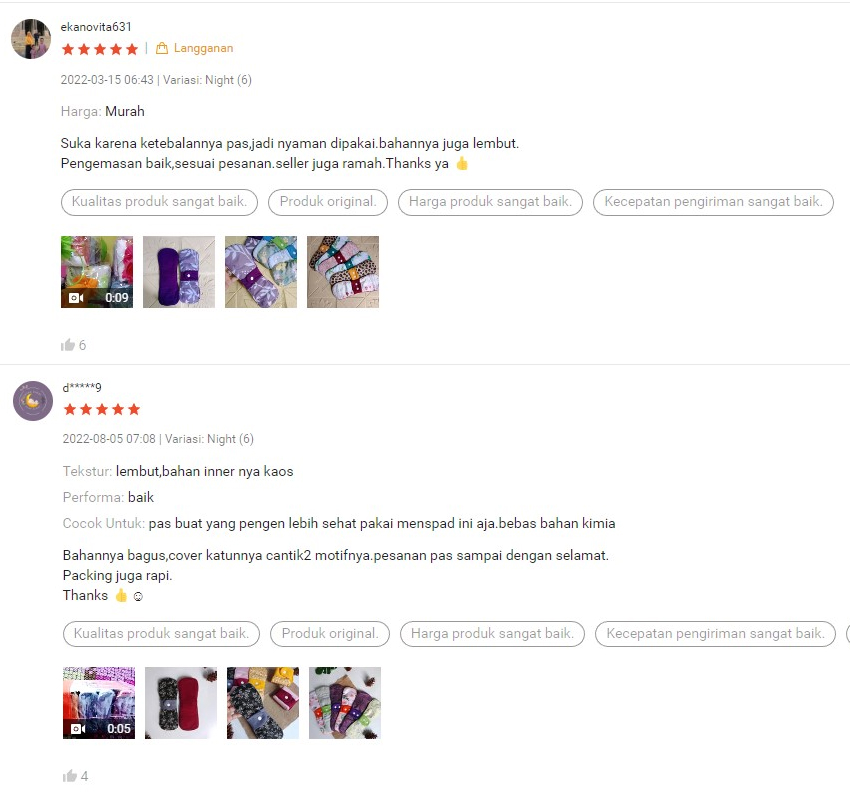 ekanovita631
Langganan
2022-03-15 06:43 | Variasi: Night (6)
Harga: Murah
Suka karena ketebalannya pas,jadi nyaman dipakai.bahannya juga lembut.
Pengemasan baik,sesuai pesanan.seller juga ramah.Thanks ya 👍
Kualitas produk sangat baik. Produk original. Harga produk sangat baik. Kecepatan pengiriman sangat baik.
0:09
6
d*****9
2022-08-05 07:08 | Variasi: Night (6)
Tekstur: lembut,bahan inner nya kaos
Performa: baik
Cocok Untuk: pas buat yang pengen lebih sehat pakai menspad ini aja.bebas bahan kimia
Bahannya bagus,cover katunnya cantik2 motifnya.pesanan pas sampai dengan selamat.
Packing juga rapi.
Thanks 👍☺
Kualitas produk sangat baik. Produk original. Harga produk sangat baik. Kecepatan pengiriman sangat baik.
0:05
4